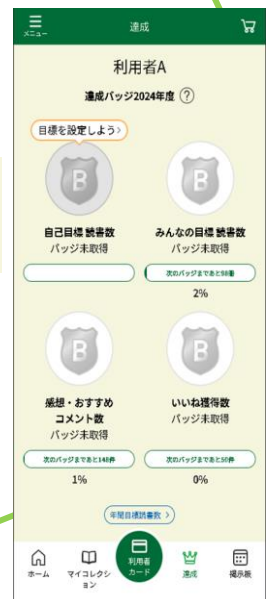 メニュー
達成
利用者A
達成バッジ2024年度 ?
目標を設定しよう>
B
B
自己目標 読書数
バッジ未取得
みんなの目標 読書数
バッジ未取得
次のバッジまであと98冊
2%
B
B
感想・おすすめ
コメント数
バッジ未取得
いいね獲得数
バッジ未取得
次のバッジまであと148件
次のバッジまであと50件
1%
0%
年間目標読書数 >
ホーム
マイコレクシ
ョン
利用者
カード
達成
掲示板